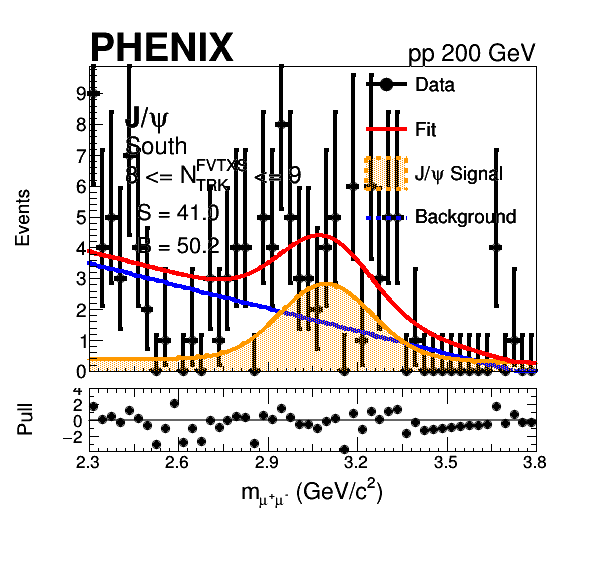 PHENIX pp 200 GeV
J/ψ
South
8 <= N_TRK^FVTXS <= 9
S = 41.0
B = 50.2
Data
Fit
J/ψ Signal
Background
Events
9
8
7
6
5
4
3
2
1
0
Pull
4
2
0
−2
2.3 2.6 2.9 3.2 3.5 3.8
m_μ⁺μ⁻ (GeV/c²)